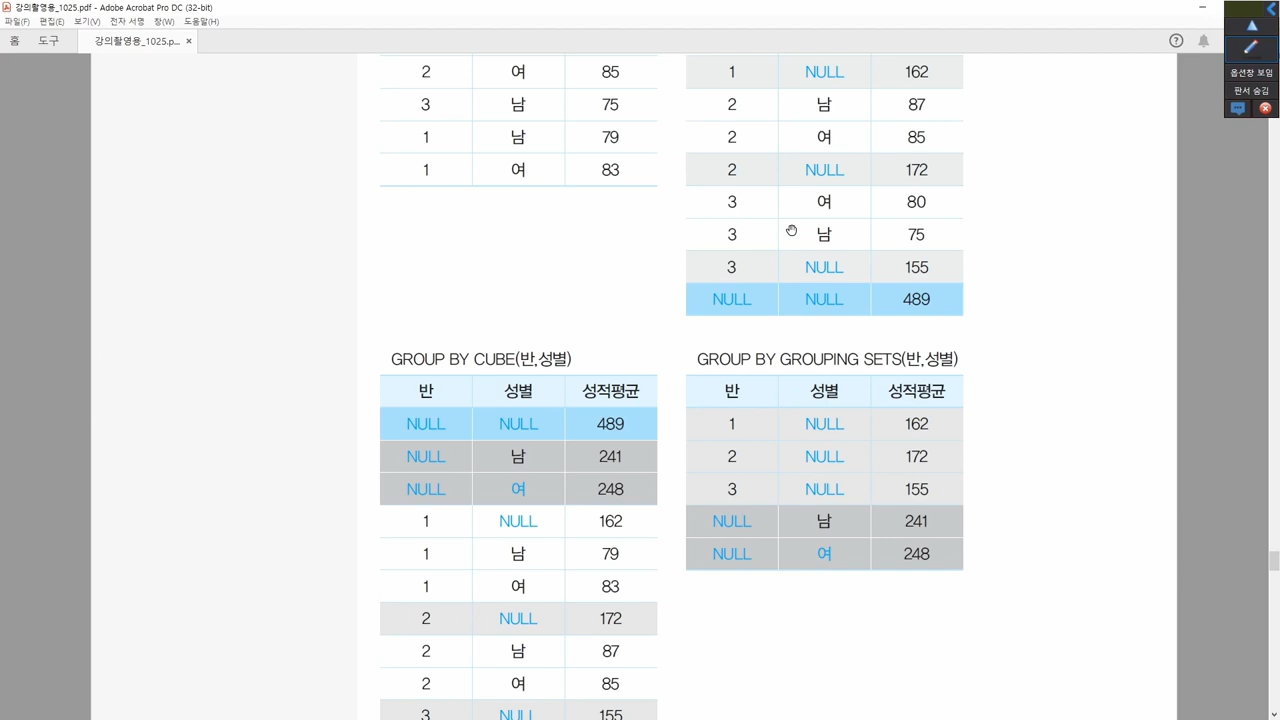 강의촬영용_1025.pdf - Adobe Acrobat Pro DC (32-bit)
파일(F) 편집(E) 보기(V) 전자 서명 창(W) 도움말(H)
홈 도구 강의촬영용_1025.p... ×
옵션창 보임
판서 숨김
2 여 85
3 남 75
1 남 79
1 여 83
1 NULL 162
2 남 87
2 여 85
2 NULL 172
3 여 80
3 남 75
3 NULL 155
NULL NULL 489
GROUP BY CUBE(반,성별)
반 성별 성적평균
NULL NULL 489
NULL 남 241
NULL 여 248
1 NULL 162
1 남 79
1 여 83
2 NULL 172
2 남 87
2 여 85
3 NULL 155
GROUP BY GROUPING SETS(반,성별)
반 성별 성적평균
1 NULL 162
2 NULL 172
3 NULL 155
NULL 남 241
NULL 여 248